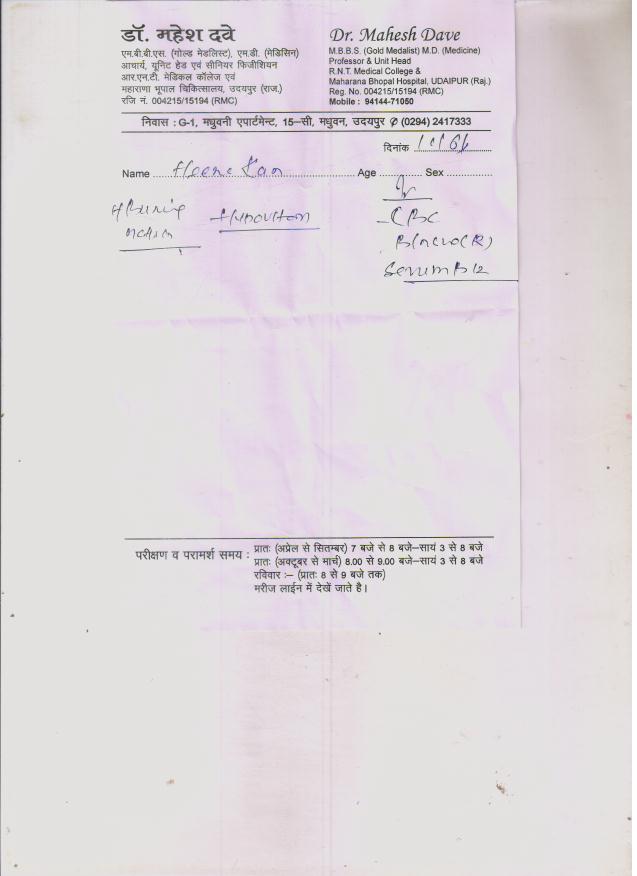 डॉ. महेश दवे
एम.बी.बी.एस. (गोल्ड मेडलिस्ट), एम.डी. (मेडिसिन)
आचार्य, यूनिट हेड एवं सीनियर फिजीशियन
आर.एन.टी. मेडिकल कॉलेज एवं
महाराणा भूपाल चिकित्सालय, उदयपुर (राज.)
रजि नं. 004215/15194 (RMC)
Dr. Mahesh Dave
M.B.B.S. (Gold Medalist) M.D. (Medicine)
Professor & Unit Head
R.N.T. Medical College &
Maharana Bhopal Hospital, UDAIPUR (Raj.)
Reg. No. 004215/15194 (RMC)
Mobile : 94144-71050
निवास : G-1, मधुवनी एपार्टमेन्ट, 15–सी, मधुवन, उदयपुर ✆ (0294) 2417333
दिनांक
Name Age Sex
CBC
Serum B12
परीक्षण व परामर्श समय : प्रातः (अप्रेल से सितम्बर) 7 बजे से 8 बजे–सायं 3 से 8 बजे
प्रातः (अक्टूबर से मार्च) 8.00 से 9.00 बजे–सायं 3 से 8 बजे
रविवार :– (प्रातः 8 से 9 बजे तक)
मरीज लाईन में देखें जाते है।